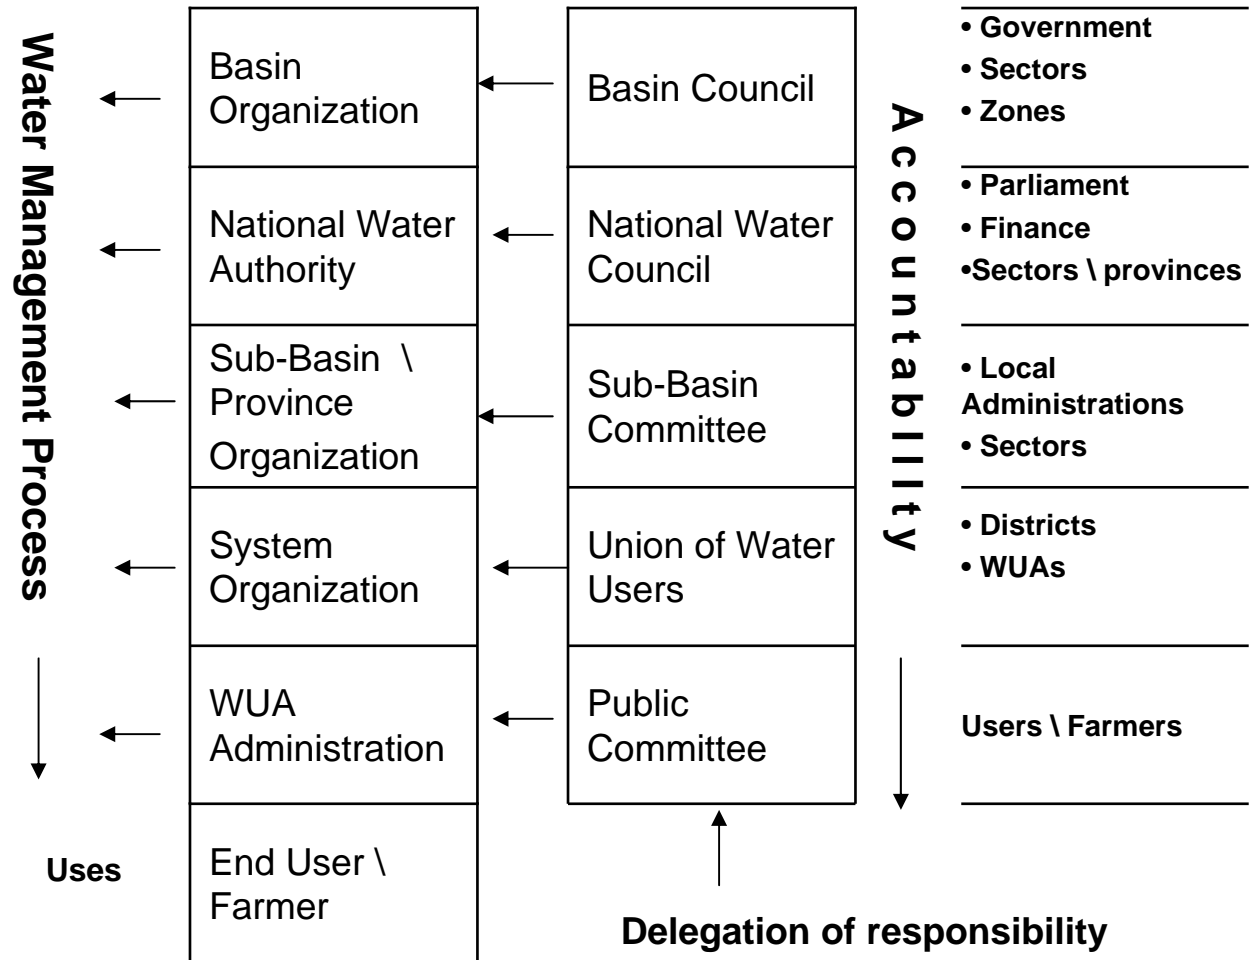 Water Management Process
Basin
Organization
Basin Council
Accountability
• Government
• Sectors
• Zones
National Water
Authority
National Water
Council
• Parliament
• Finance
•Sectors \ provinces
Sub-Basin \
Province
Organization
Sub-Basin
Committee
• Local
Administrations
• Sectors
System
Organization
Union of Water
Users
• Districts
• WUAs
WUA
Administration
Public
Committee
Users \ Farmers
Uses
End User \
Farmer
Delegation of responsibility